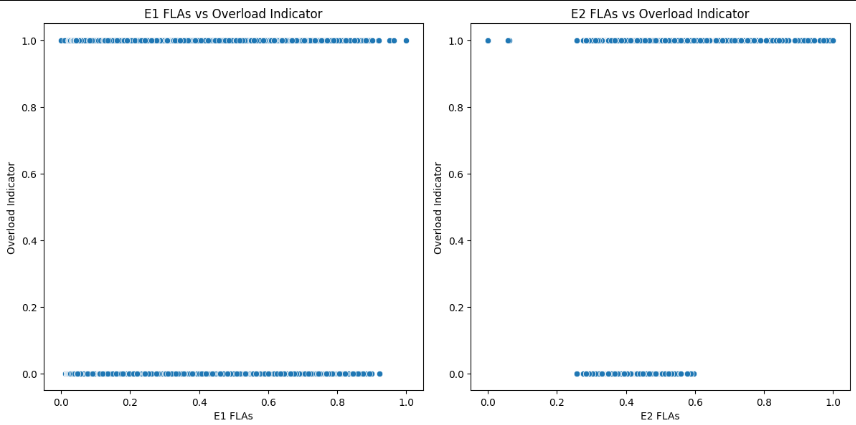 E1 FLAs vs Overload Indicator
1.0
0.8
0.6
0.4
0.2
0.0
Overload Indicator
0.0 0.2 0.4 0.6 0.8 1.0
E1 FLAs
E2 FLAs vs Overload Indicator
1.0
0.8
0.6
0.4
0.2
0.0
Overload Indicator
0.0 0.2 0.4 0.6 0.8 1.0
E2 FLAs